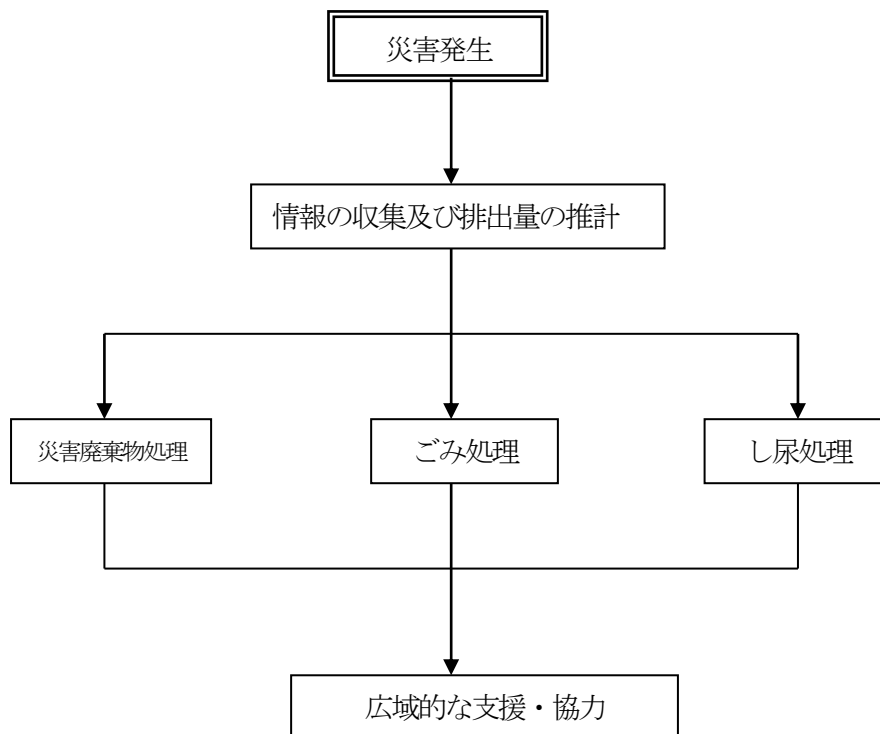 災害発生
情報の収集及び排出量の推計
災害廃棄物処理
ごみ処理
し尿処理
広域的な支援・協力